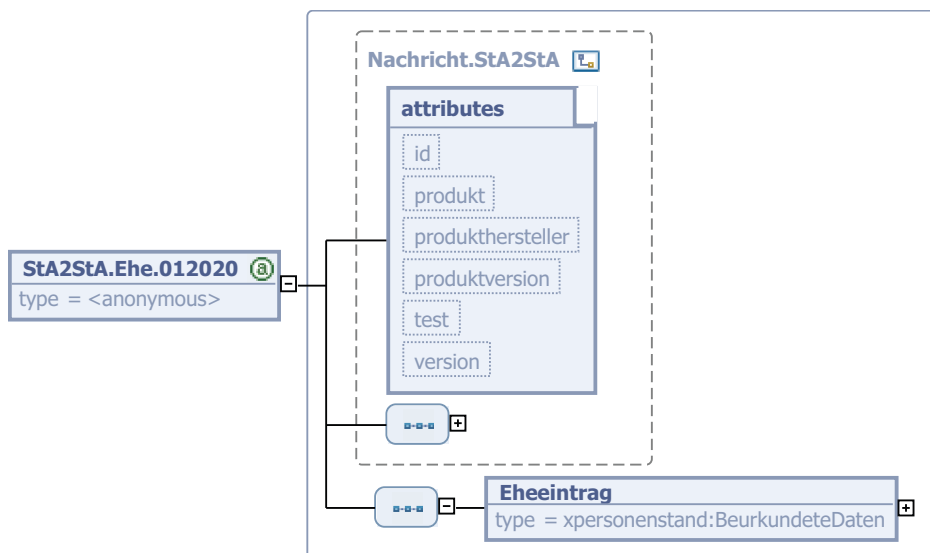 Nachricht.StA2StA
attributes
id
produkt
produkthersteller
produktversion
test
version
StA2StA.Ehe.012020 @
type = <anonymous>
Eheeintrag
type = xpersonenstand:BeurkundeteDaten